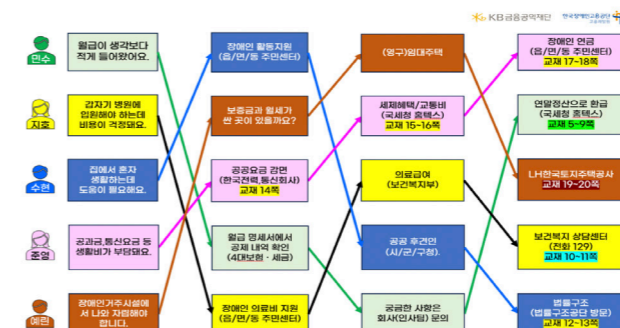 KB금융공익재단
한국장애인고용공단
민수
월급이 생각보다
적게 들어왔어요.
장애인 활동지원
(읍/면/동 주민센터)
(영구)임대주택
장애인 연금
(읍/면/동 주민센터)
교재 17~18쪽
지호
갑자기 병원에
입원해야 하는데
비용이 걱정돼요.
보증금과 월세가
싼 곳이 있을까요?
세제혜택/교통비
(국세청 홈텍스)
교재 15~16쪽
연말정산으로 환급
(국세청 홈텍스)
교재 5~9쪽
수현
집에서 혼자
생활하는데
도움이 필요해요.
공공요금 감면
(한국전력,통신회사)
교재 14쪽
의료급여
(보건복지부)
LH한국토지주택공사
교재 19~20쪽
준영
공과금,통신요금 등
생활비가 부담돼요.
월급 명세서에서
공제 내역 확인
(4대보험·세금)
공공 후견인
(시/군/구청).
보건복지 상담센터
(전화 129)
교재 10~11쪽
예린
장애인거주시설에
서 나와 자립해야
합니다.
장애인 의료비 지원
(읍/면/동 주민센터)
궁금한 사항은
회사(인사팀) 문의
법률구조
(법률구조공단 방문)
교재 12~13쪽